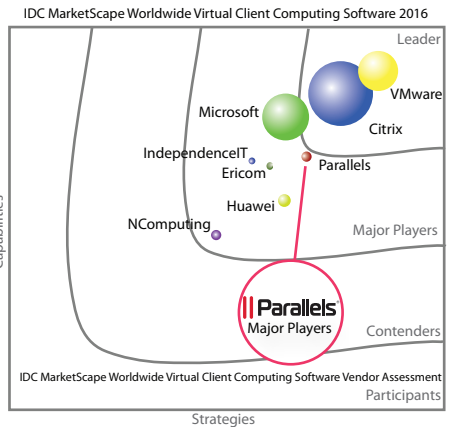 IDC MarketScape Worldwide Virtual Client Computing Software 2016
Leader
VMware
Microsoft
Citrix
IndependenceIT
Parallels
Ericom
Huawei
NComputing
Major Players
Parallels®
Major Players
Contenders
IDC MarketScape Worldwide Virtual Client Computing Software Vendor Assessment
Participants
Strategies